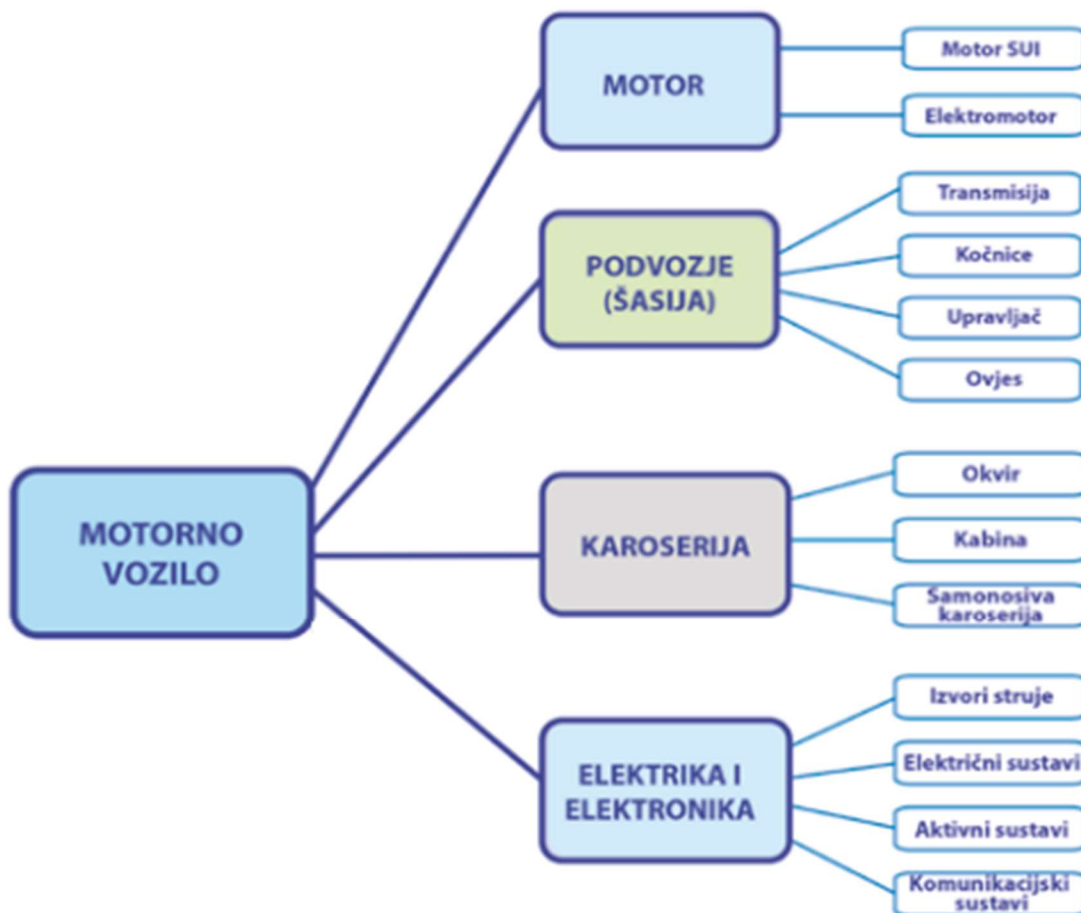 MOTORNO
VOZILO
MOTOR
Motor SUI
Elektromotor
PODVOZJE
(ŠASIJA)
Transmisija
Kočnice
Upravljač
Ovjes
KAROSERIJA
Okvir
Kabina
Samonosiva
karoserija
ELEKTRIKA I
ELEKTRONIKA
Izvori struje
Električni sustavi
Aktivni sustavi
Komunikacijski
sustavi